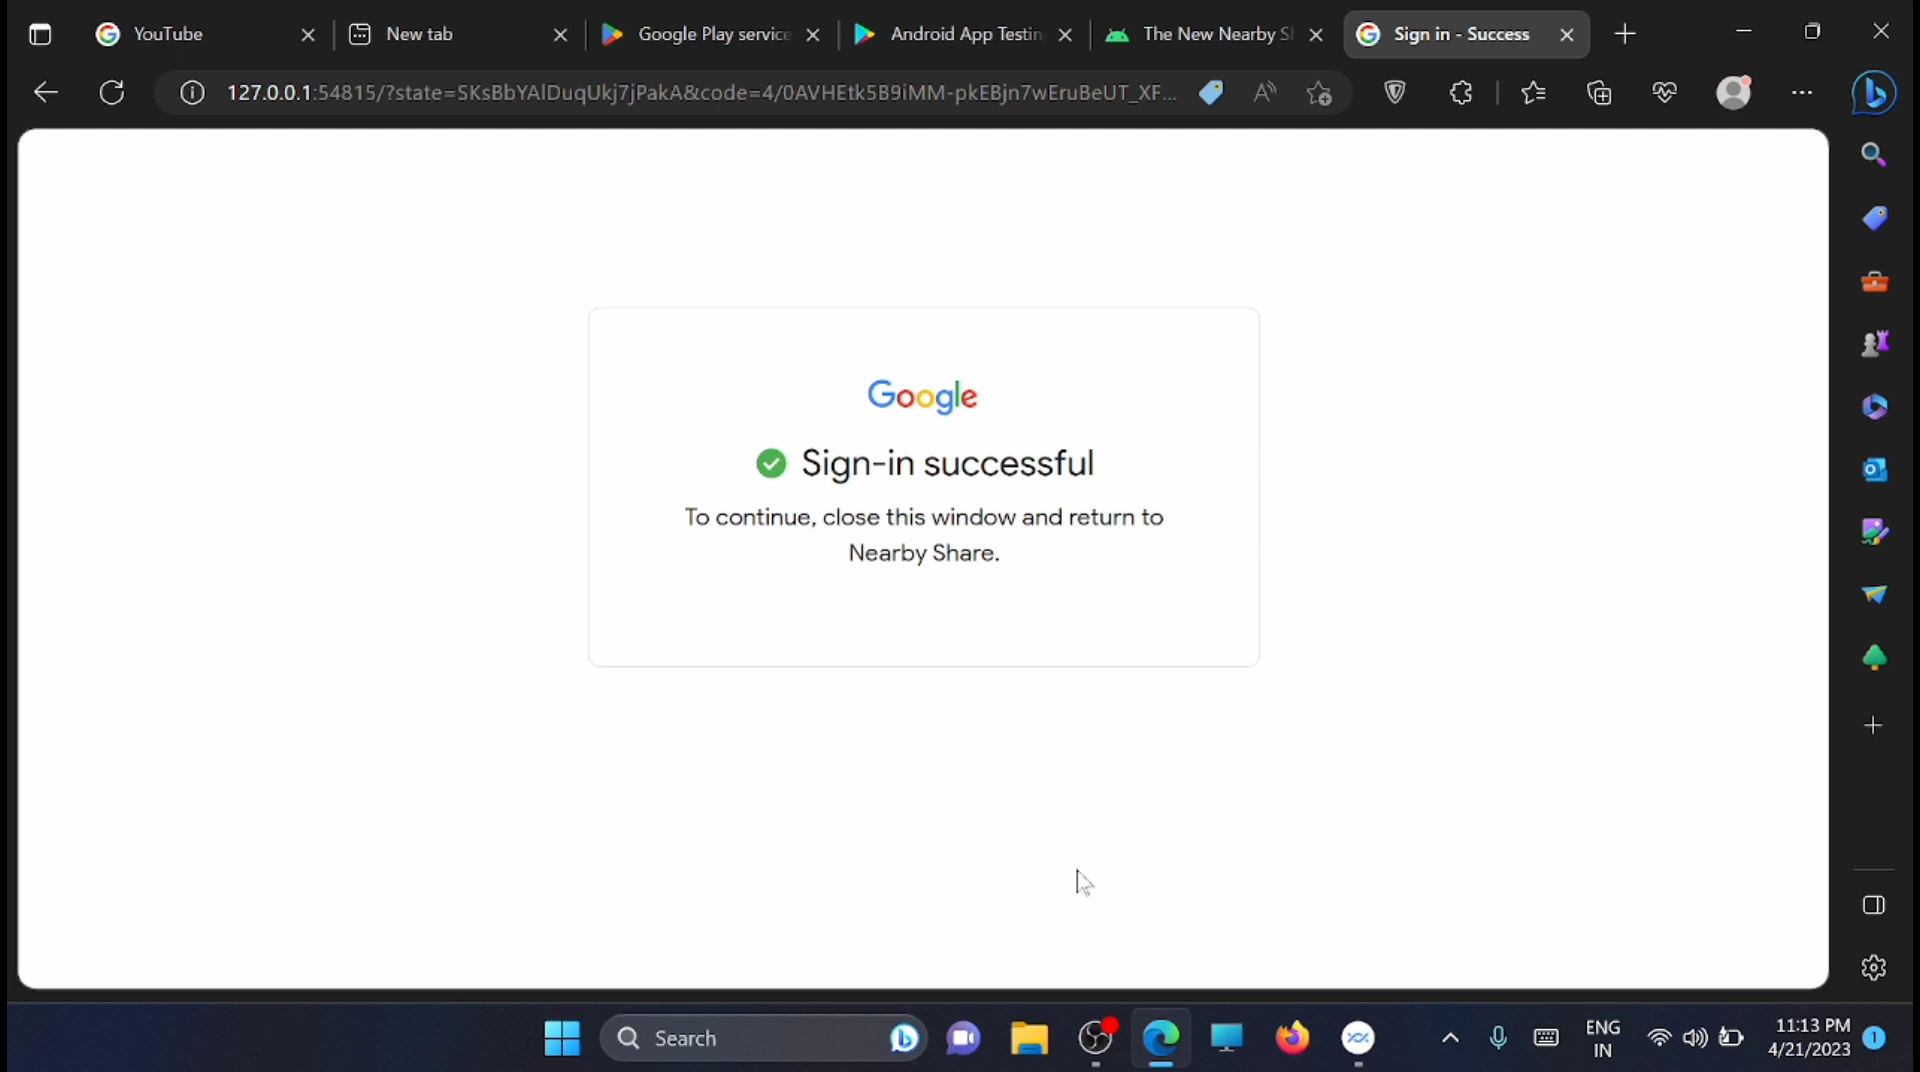 YouTube
New tab
Google Play service
Android App Testin
The New Nearby S
Sign in - Success
127.0.0.1:54815/?state=SKsBbYAlDuqUkj7jPakA&code=4/0AVHEtk5B9iMM-pkEBjn7wEruBeUT_XF...
Google
Sign-in successful
To continue, close this window and return to
Nearby Share.
Search
ENG
IN
11:13 PM
4/21/2023
1